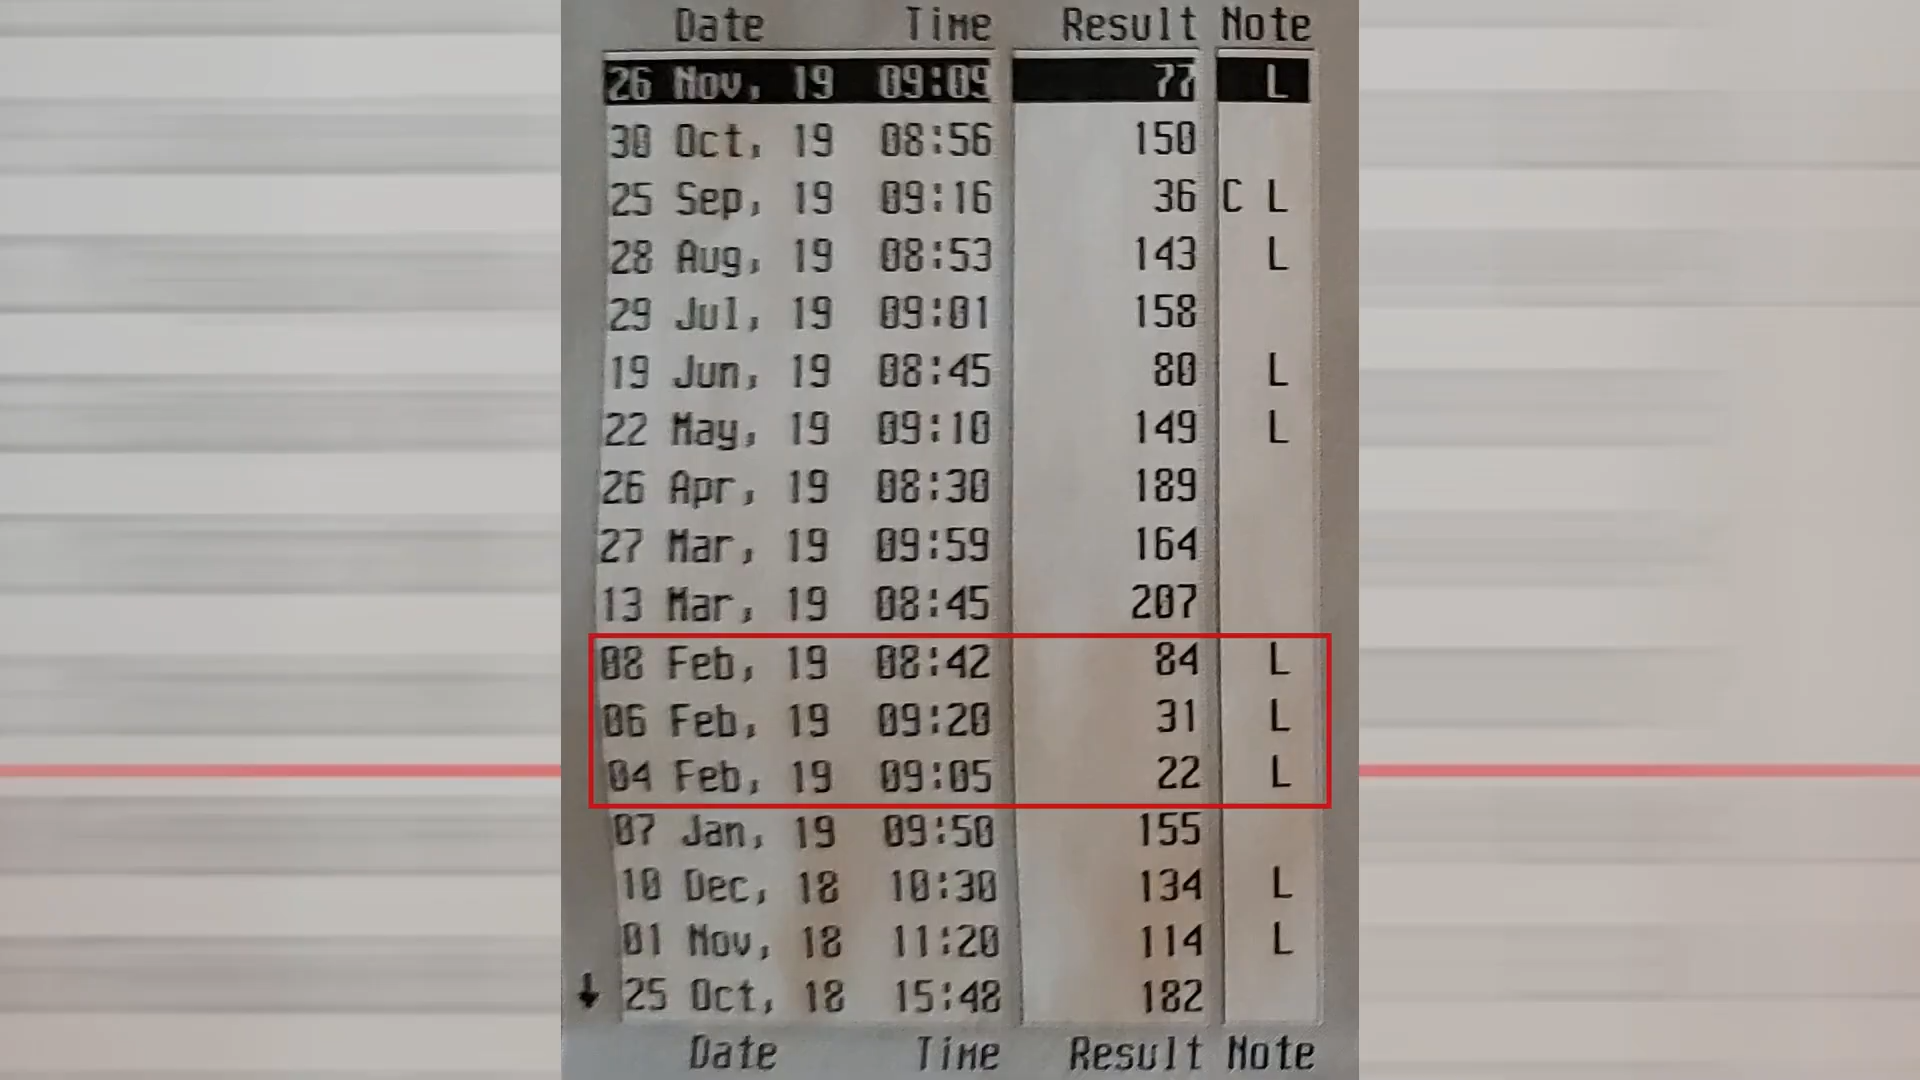 Date Time Result Note
26 Nov, 19 09:09 77 L
30 Oct, 19 08:56 150
25 Sep, 19 09:16 36 C L
28 Aug, 19 08:53 143 L
29 Jul, 19 09:01 158
19 Jun, 19 08:45 80 L
22 May, 19 09:10 149 L
26 Apr, 19 08:30 189
27 Mar, 19 09:59 164
13 Mar, 19 08:45 207
08 Feb, 19 08:42 84 L
06 Feb, 19 09:20 31 L
04 Feb, 19 09:05 22 L
07 Jan, 19 09:50 155
10 Dec, 18 10:30 134 L
01 Nov, 18 11:20 114 L
↓ 25 Oct, 18 15:48 182
Date Time Result Note